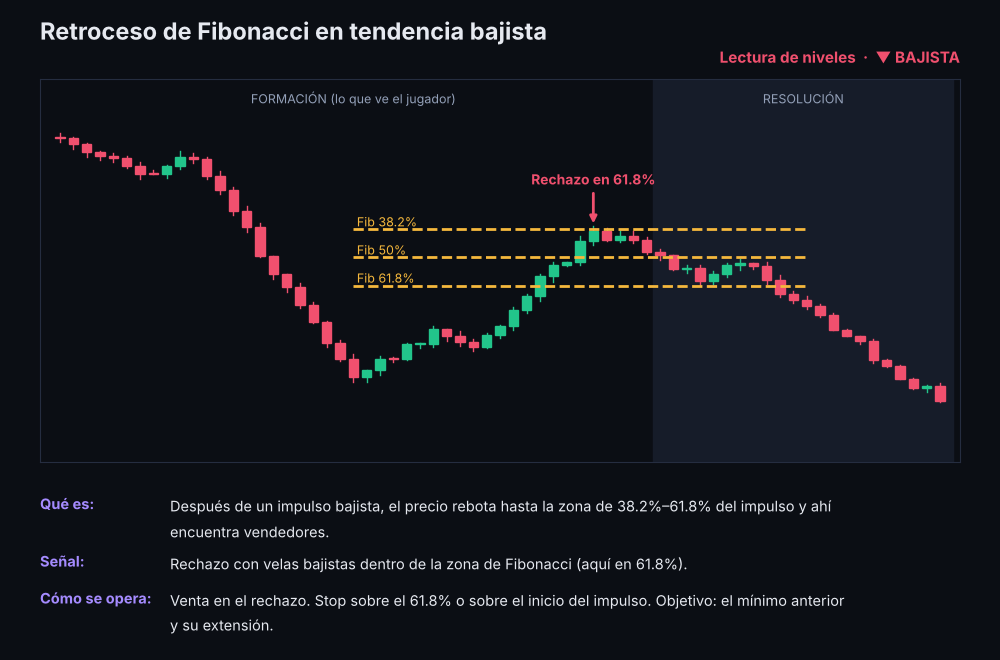 Retroceso de Fibonacci en tendencia bajista
Lectura de niveles · ▼ BAJISTA
FORMACIÓN (lo que ve el jugador)
RESOLUCIÓN
Rechazo en 61.8%
Fib 38.2%
Fib 50%
Fib 61.8%
Qué es:
Después de un impulso bajista, el precio rebota hasta la zona de 38.2%–61.8% del impulso y ahí
encuentra vendedores.
Señal:
Rechazo con velas bajistas dentro de la zona de Fibonacci (aquí en 61.8%).
Cómo se opera:
Venta en el rechazo. Stop sobre el 61.8% o sobre el inicio del impulso. Objetivo: el mínimo anterior
y su extensión.